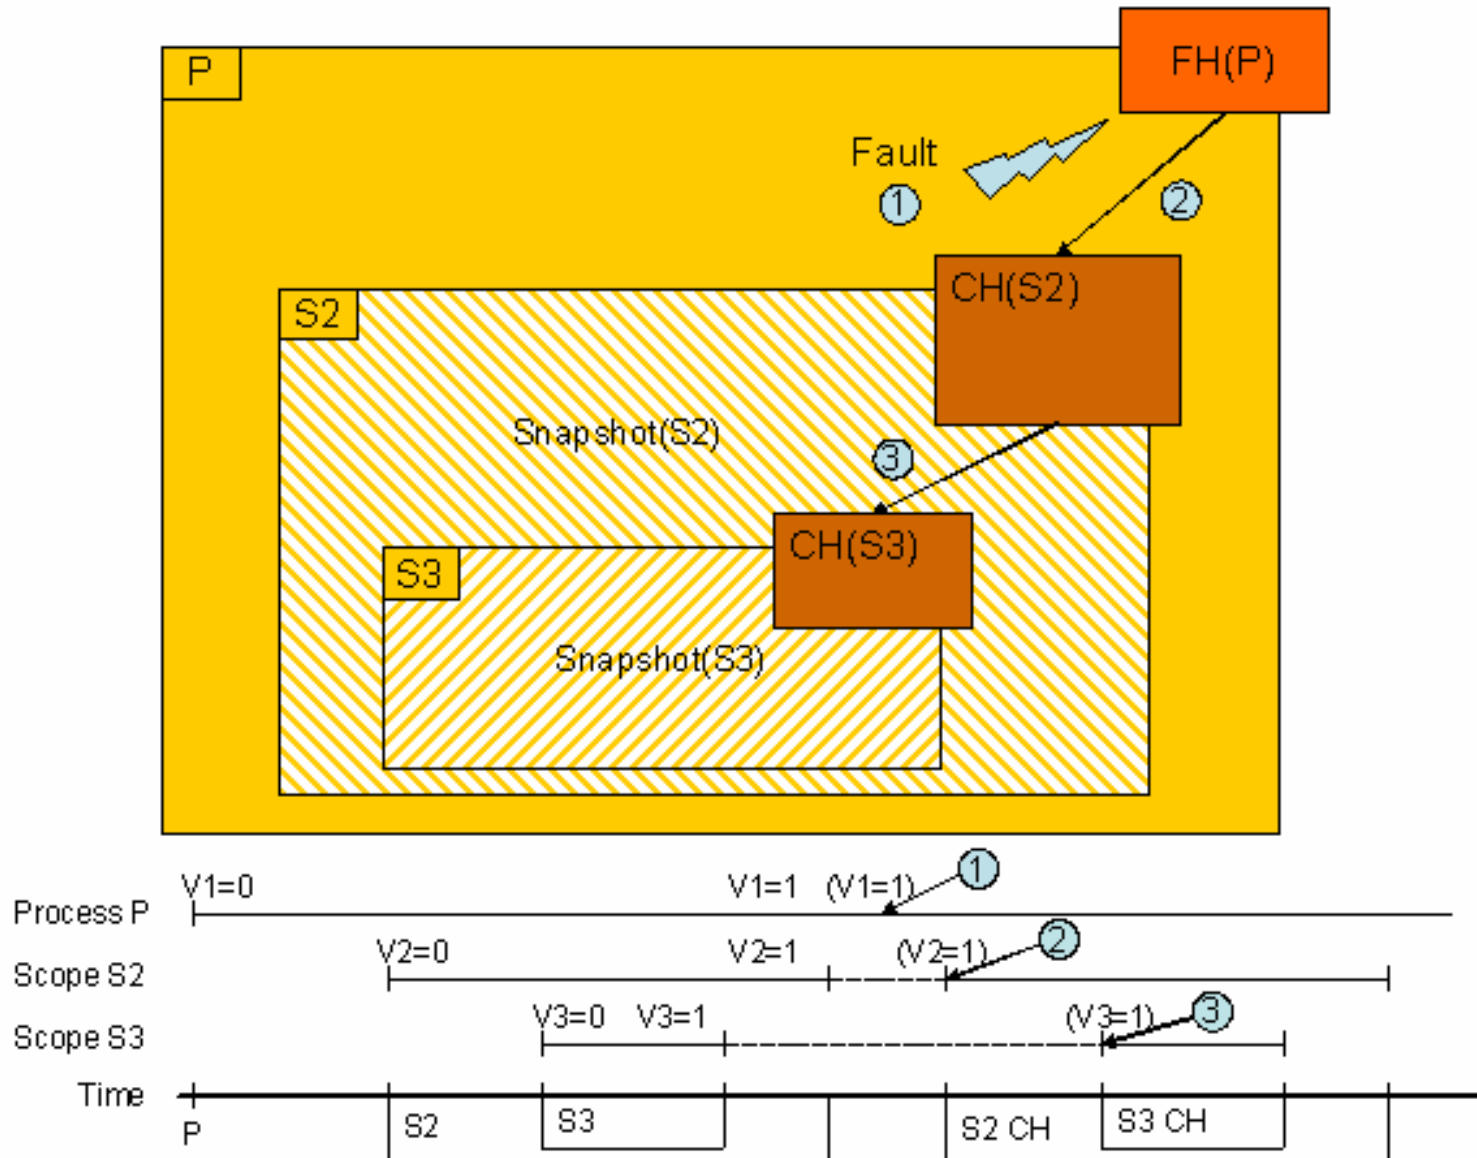 P
FH(P)
Fault
1
2
CH(S2)
S2
Snapshot(S2)
3
CH(S3)
S3
Snapshot(S3)
1
V1=0 V1=1 (V1=1)
Process P
2
V2=0 V2=1 (V2=1)
Scope S2
3
V3=0 V3=1 (V3=1)
Scope S3
Time
P S2 S3 S2 CH S3 CH